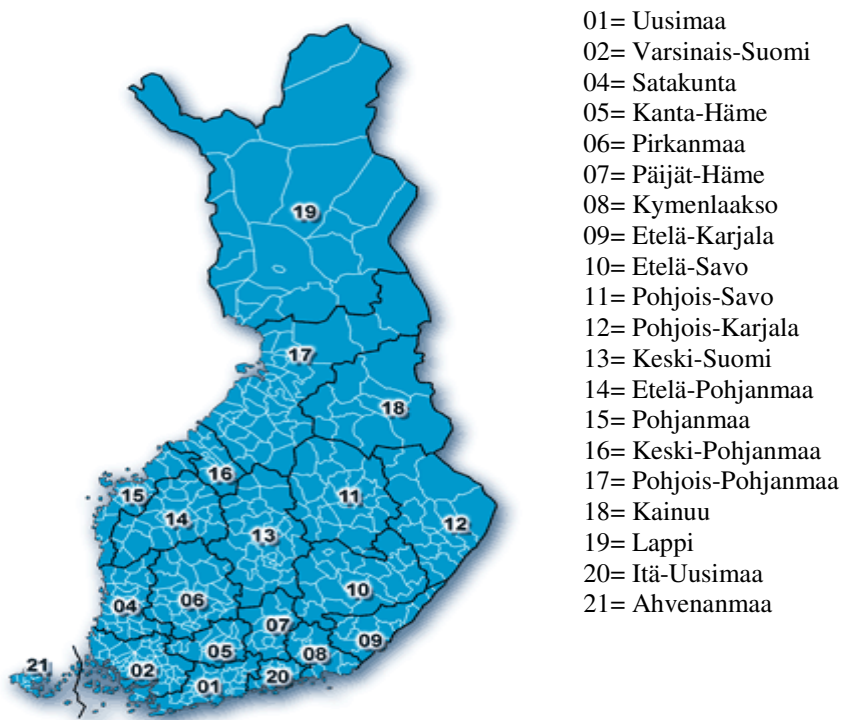 01= Uusimaa
02= Varsinais-Suomi
04= Satakunta
05= Kanta-Häme
06= Pirkanmaa
07= Päijät-Häme
08= Kymenlaakso
09= Etelä-Karjala
10= Etelä-Savo
11= Pohjois-Savo
12= Pohjois-Karjala
13= Keski-Suomi
14= Etelä-Pohjanmaa
15= Pohjanmaa
16= Keski-Pohjanmaa
17= Pohjois-Pohjanmaa
18= Kainuu
19= Lappi
20= Itä-Uusimaa
21= Ahvenanmaa
19
17
18
16
15
11
14
12
13
10
04
06
07
09
05
08
21
02
20
01